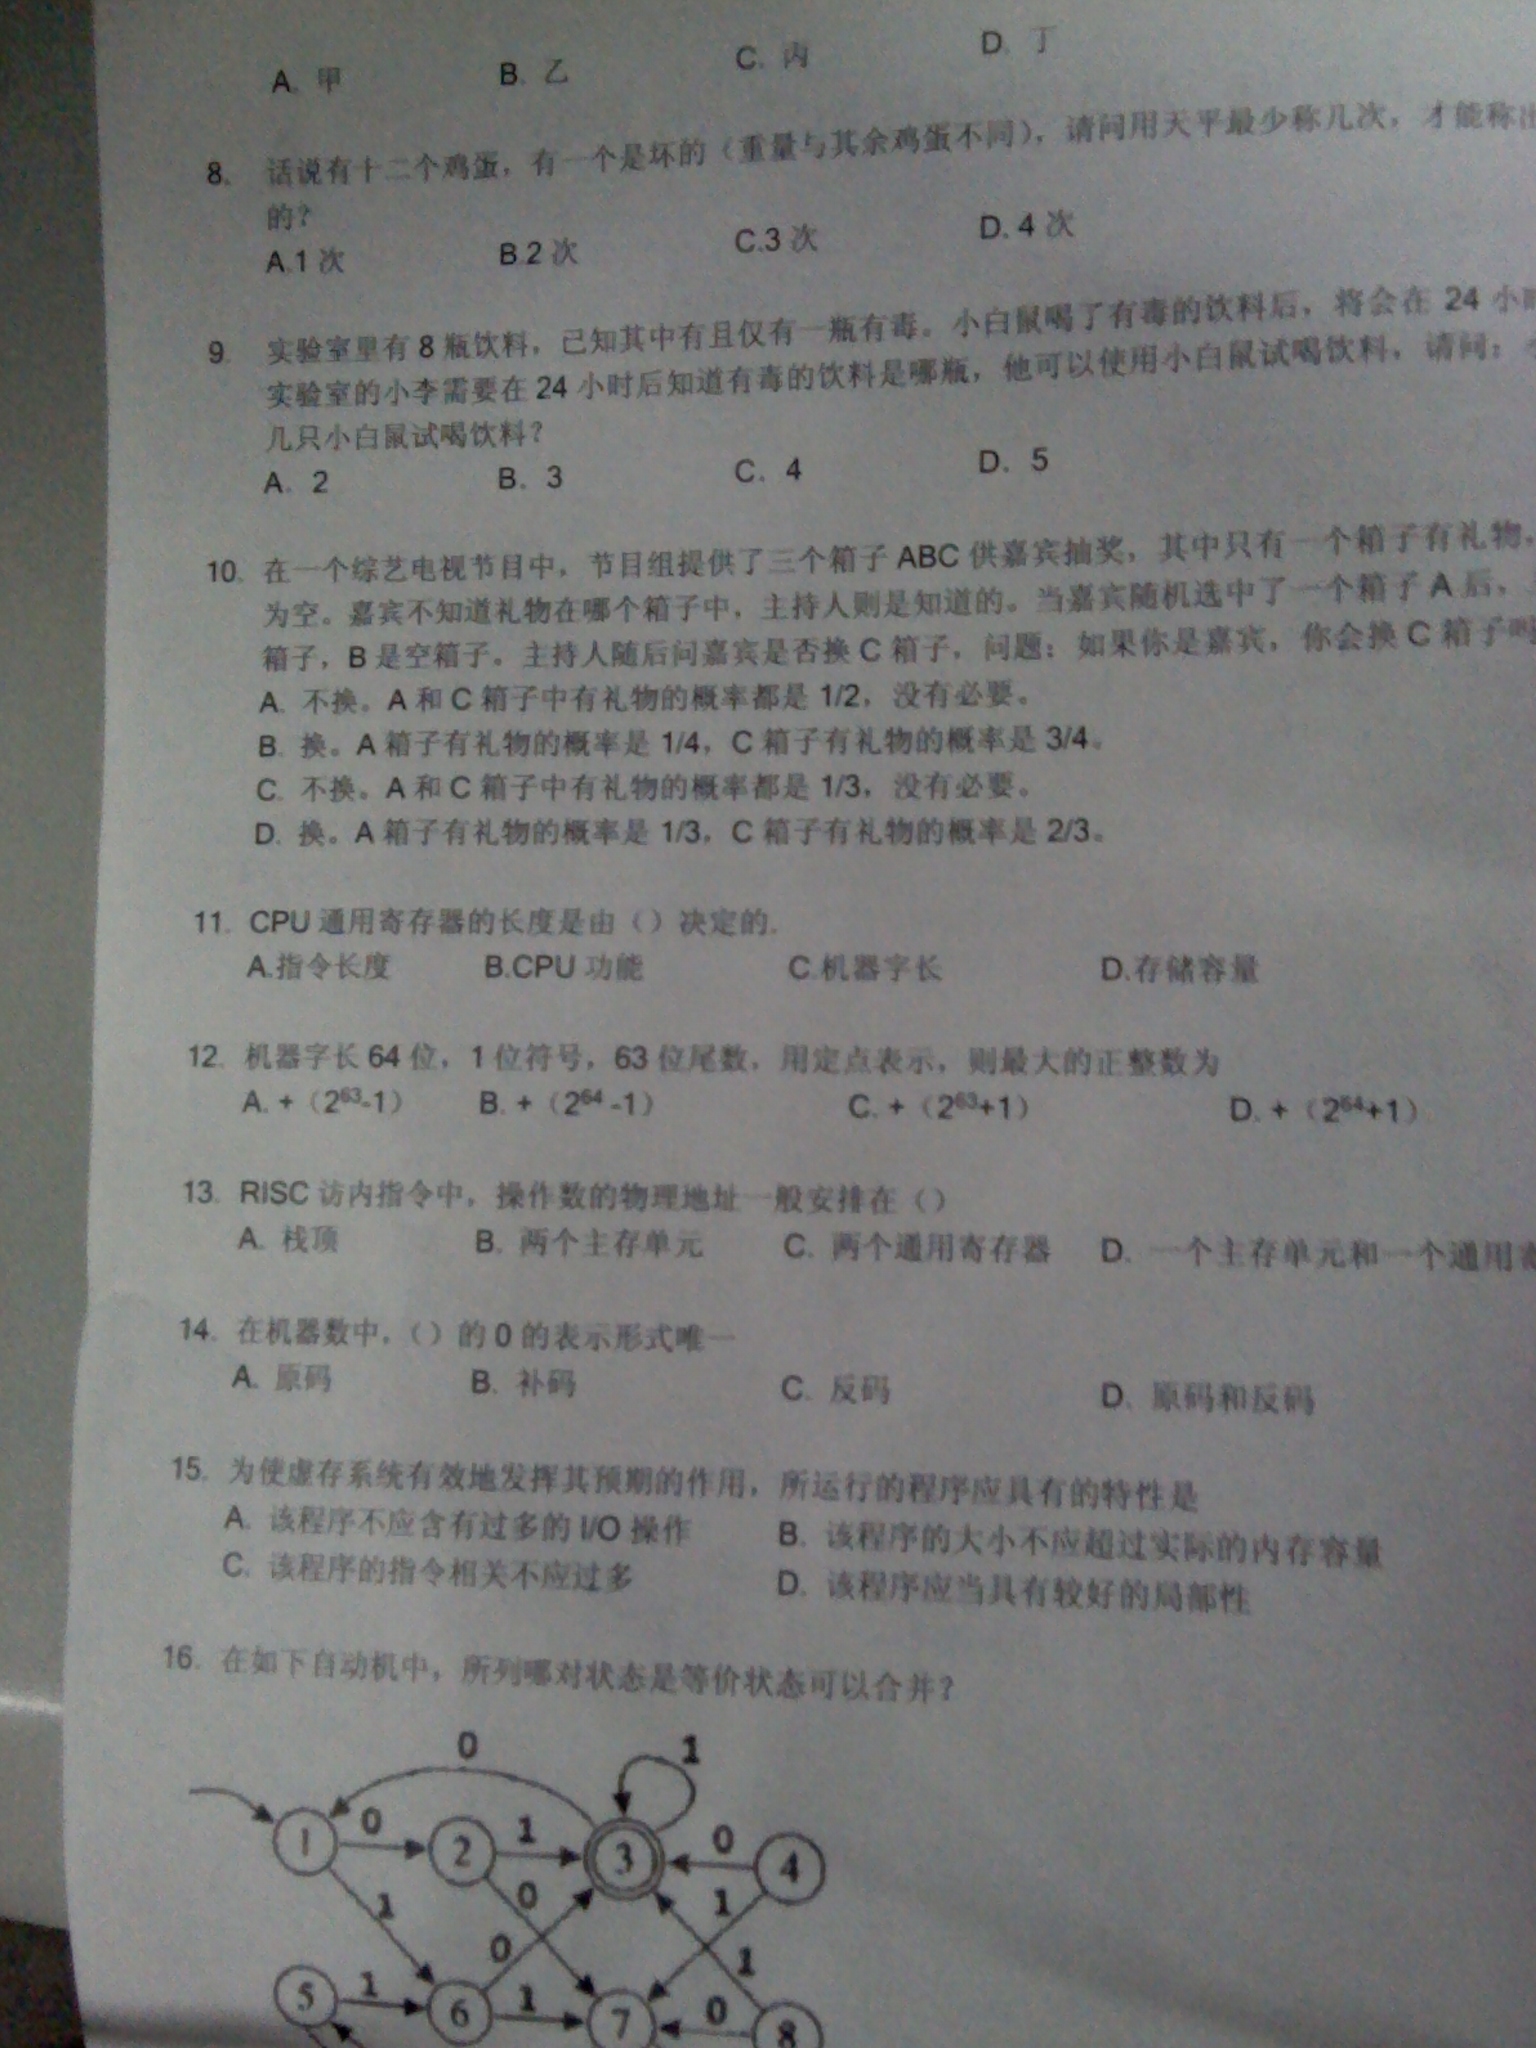 A. 甲 B. 乙 C. 丙 D. 丁
8. 话说有十二个鸡蛋，有一个是坏的（重量与其余鸡蛋不同），请问用天平最少称几次，才能称出
的？
A.1 次 B.2 次 C.3 次 D. 4 次
9. 实验室里有 8 瓶饮料，已知其中有且仅有一瓶有毒。小白鼠喝了有毒的饮料后，将会在 24 小
实验室的小李需要在 24 小时后知道有毒的饮料是哪瓶，他可以使用小白鼠试喝饮料，请问：
几只小白鼠试喝饮料？
A. 2 B. 3 C. 4 D. 5
10. 在一个综艺电视节目中，节目组提供了三个箱子 ABC 供嘉宾抽奖，其中只有一个箱子有礼物，
为空。嘉宾不知道礼物在哪个箱子中，主持人则是知道的。当嘉宾随机选中了一个箱子 A 后，
箱子，B 是空箱子。主持人随后问嘉宾是否换 C 箱子，问题：如果你是嘉宾，你会换 C 箱子
A. 不换。A 和 C 箱子中有礼物的概率都是 1/2，没有必要。
B. 换。A 箱子有礼物的概率是 1/4，C 箱子有礼物的概率是 3/4。
C. 不换。A 和 C 箱子中有礼物的概率都是 1/3，没有必要。
D. 换。A 箱子有礼物的概率是 1/3，C 箱子有礼物的概率是 2/3。
11. CPU 通用寄存器的长度是由（）决定的.
A.指令长度 B.CPU 功能 C.机器字长 D.存储容量
12. 机器字长 64 位，1 位符号，63 位尾数，用定点表示，则最大的正整数为
A. +（2⁶³-1） B. +（2⁶⁴ -1） C. +（2⁶³+1） D. +（2⁶⁴+1）
13. RISC 访内指令中，操作数的物理地址一般安排在（）
A. 栈顶 B. 两个主存单元 C. 两个通用寄存器 D. 一个主存单元和一个通用
14. 在机器数中，（）的 0 的表示形式唯一
A. 原码 B. 补码 C. 反码 D. 原码和反码
15. 为使虚存系统有效地发挥其预期的作用，所运行的程序应具有的特性是
A. 该程序不应含有过多的 I/O 操作 B. 该程序的大小不应超过实际的内存容量
C. 该程序的指令相关不应过多 D. 该程序应当具有较好的局部性
16. 在如下自动机中，所列哪对状态是等价状态可以合并？
0 1
1 0 2 1 3 0 4
1 0 0 1 1
5 1 6 1 7 0 8